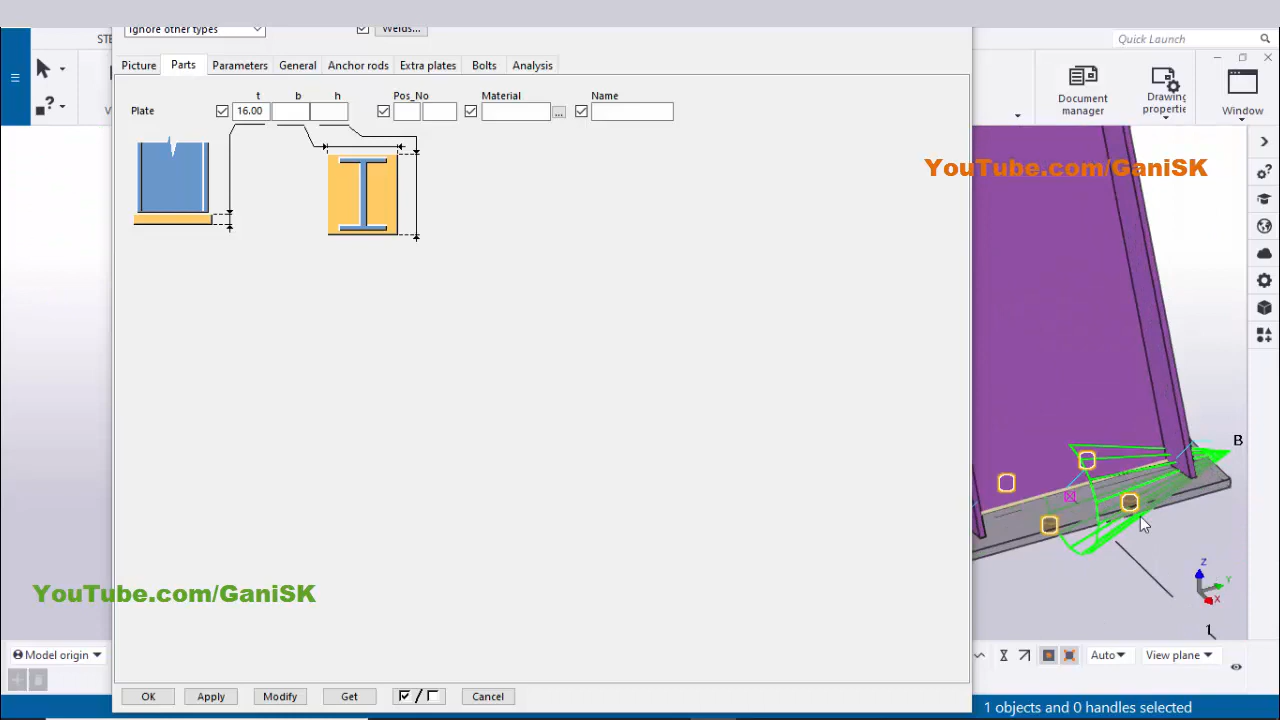 Ignore other types
Welds...
STE
Quick Launch
Picture
Parts
Parameters
General
Anchor rods
Extra plates
Bolts
Analysis
Document manager
Drawing properties
Window
t
b
h
Pos_No
Material
Name
Plate
16.00
...
YouTube.com/GaniSK
B
YouTube.com/GaniSK
Z
Y
X
1
Model origin
Auto
View plane
OK
Apply
Modify
Get
/
Cancel
1 objects and 0 handles selected